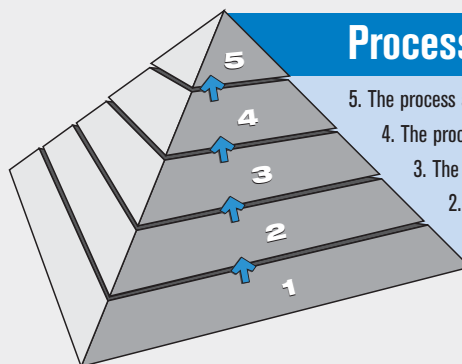 Process
5. The process
4. The proc
3. The
2.
5
4
3
2
1